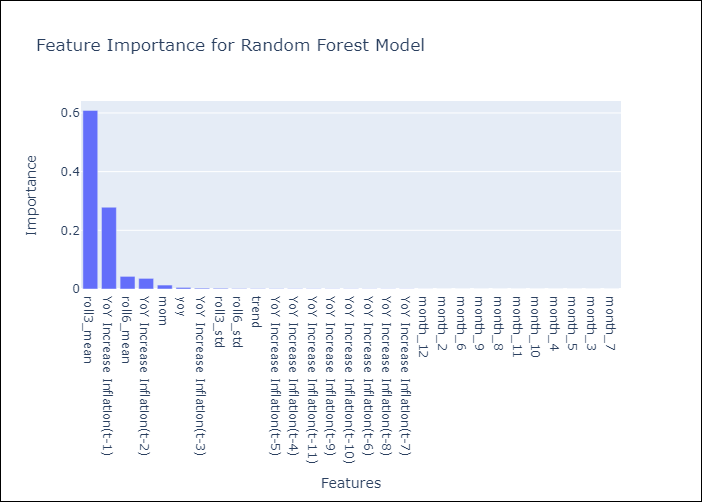 Feature Importance for Random Forest Model
Importance
0.6
0.4
0.2
0
roll3_mean
YoY Increase Inflation(t-1)
roll6_mean
YoY Increase Inflation(t-2)
mom
yoy
YoY Increase Inflation(t-3)
roll3_std
roll6_std
trend
YoY Increase Inflation(t-5)
YoY Increase Inflation(t-4)
YoY Increase Inflation(t-11)
YoY Increase Inflation(t-9)
YoY Increase Inflation(t-10)
YoY Increase Inflation(t-6)
YoY Increase Inflation(t-8)
YoY Increase Inflation(t-7)
month_12
month_2
month_6
month_9
month_8
month_11
month_10
month_4
month_5
month_3
month_7
Features